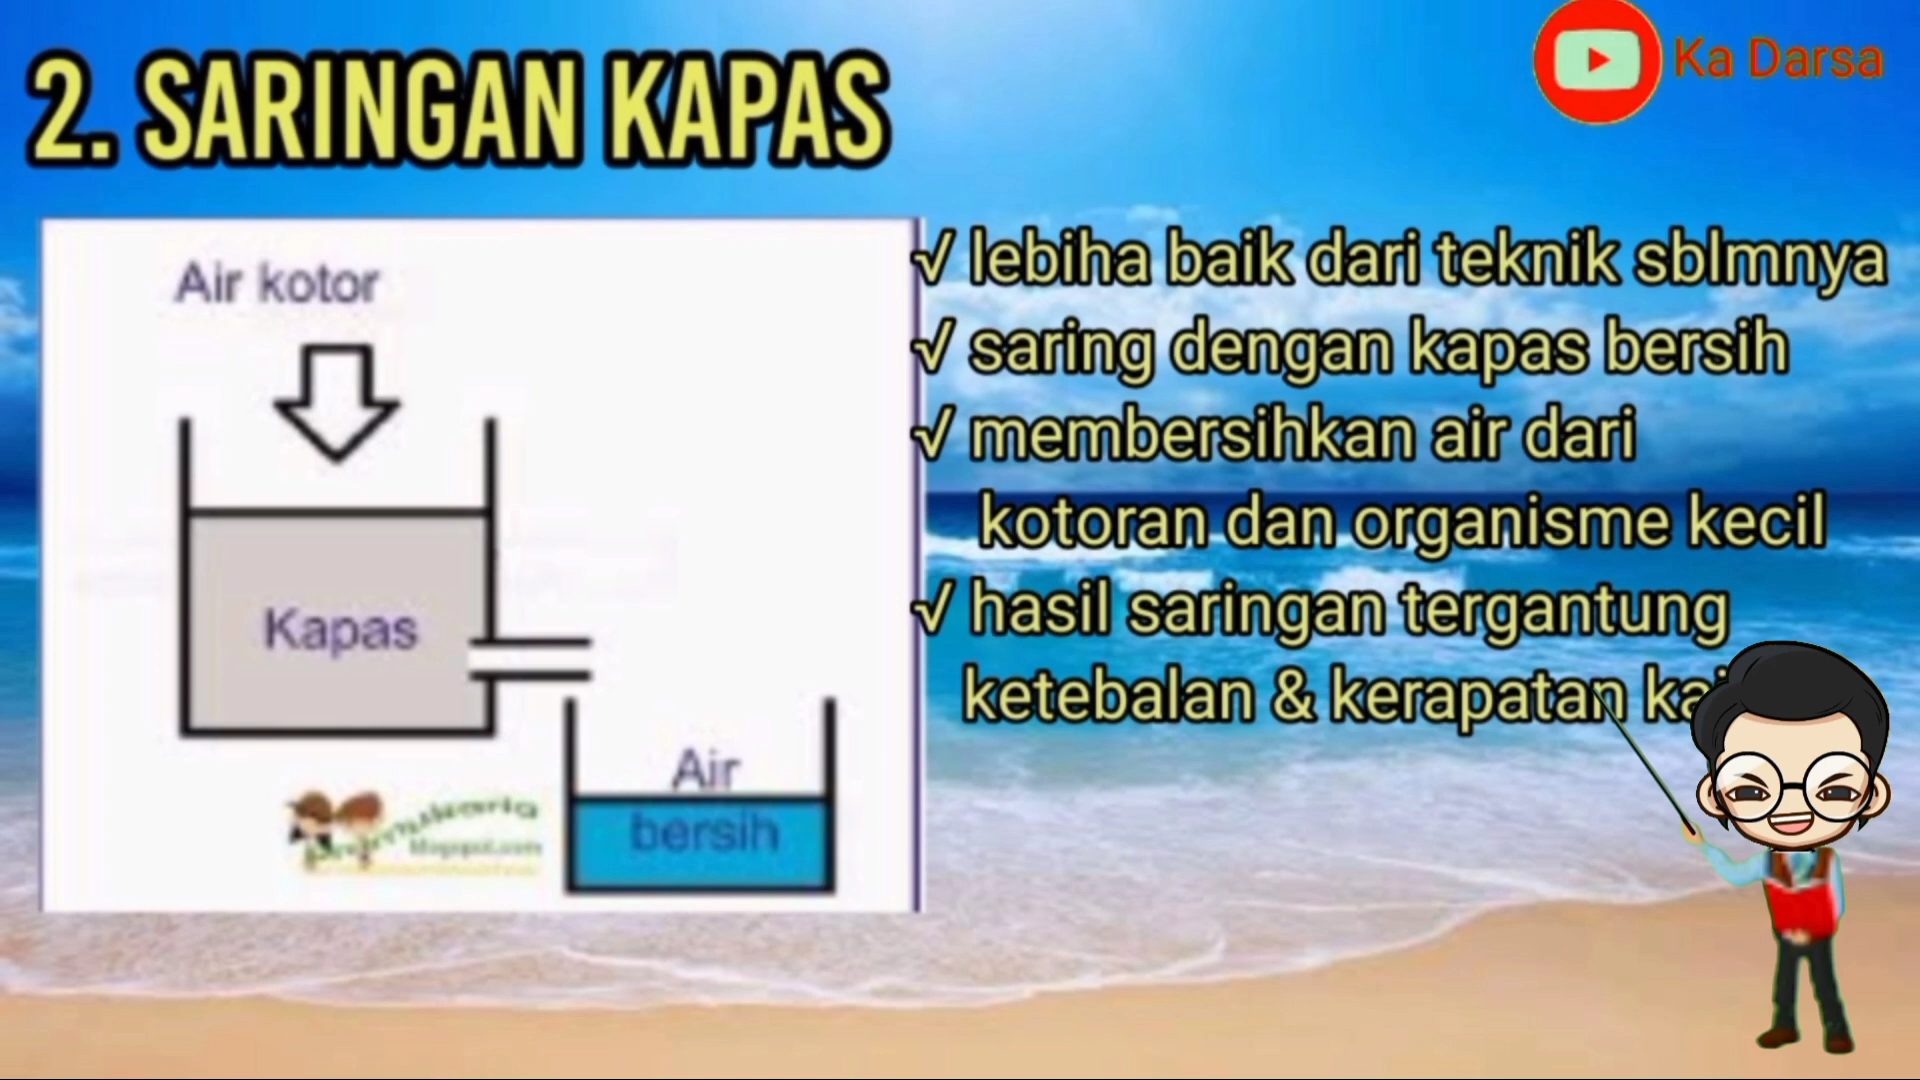 2. SARINGAN KAPAS
Ka Darsa
Air kotor
Kapas
Air
bersih
√ lebiha baik dari teknik sblmnya
√ saring dengan kapas bersih
√ membersihkan air dari
kotoran dan organisme kecil
√ hasil saringan tergantung
ketebalan & kerapatan